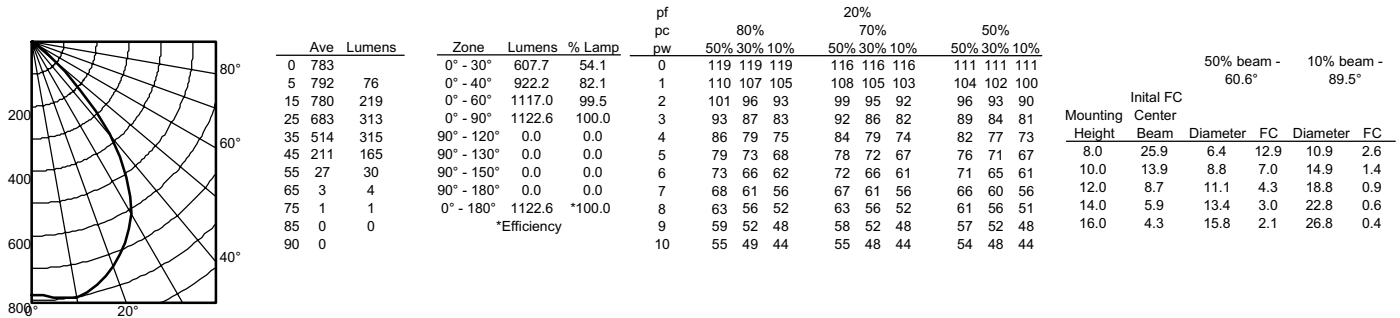 200
400
600
800
0°
20°
40°
60°
80°
Ave Lumens
0 783
5 792 76
15 780 219
25 683 313
35 514 315
45 211 165
55 27 30
65 3 4
75 1 1
85 0 0
90 0
Zone Lumens % Lamp
0° - 30° 607.7 54.1
0° - 40° 922.2 82.1
0° - 60° 1117.0 99.5
0° - 90° 1122.6 100.0
90° - 120° 0.0 0.0
90° - 130° 0.0 0.0
90° - 150° 0.0 0.0
90° - 180° 0.0 0.0
0° - 180° 1122.6 *100.0
*Efficiency
pf 20%
pc 80% 70% 50%
pw 50% 30% 10% 50% 30% 10% 50% 30% 10%
0 119 119 119 116 116 116 111 111 111
1 110 107 105 108 105 103 104 102 100
2 101 96 93 99 95 92 96 93 90
3 93 87 83 92 86 82 89 84 81
4 86 79 75 84 79 74 82 77 73
5 79 73 68 78 72 67 76 71 67
6 73 66 62 72 66 61 71 65 61
7 68 61 56 67 61 56 66 60 56
8 63 56 52 63 56 52 61 56 51
9 59 52 48 58 52 48 57 52 48
10 55 49 44 55 48 44 54 48 44
50% beam - 10% beam -
60.6° 89.5°
Inital FC
Mounting Center
Height Beam Diameter FC Diameter FC
8.0 25.9 6.4 12.9 10.9 2.6
10.0 13.9 8.8 7.0 14.9 1.4
12.0 8.7 11.1 4.3 18.8 0.9
14.0 5.9 13.4 3.0 22.8 0.6
16.0 4.3 15.8 2.1 26.8 0.4